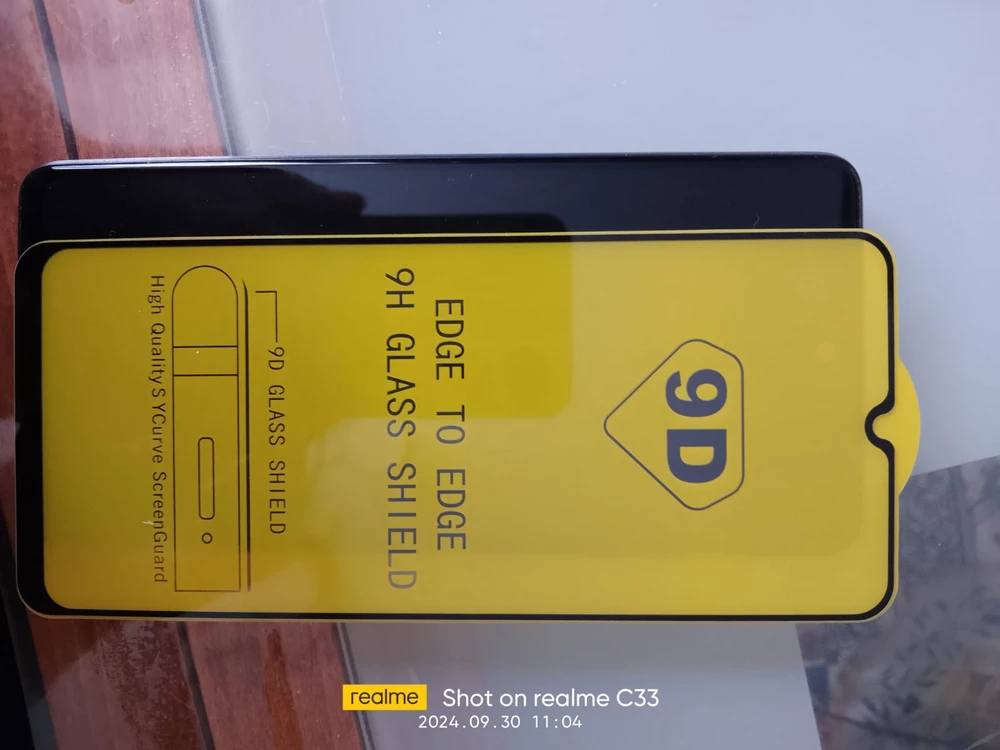 9D
EDGE TO EDGE
9H GLASS SHIELD
9D GLASS SHIELD
High QualityS YCurve ScreenGuard
realme
Shot on realme C33
2024.09.30 11:04